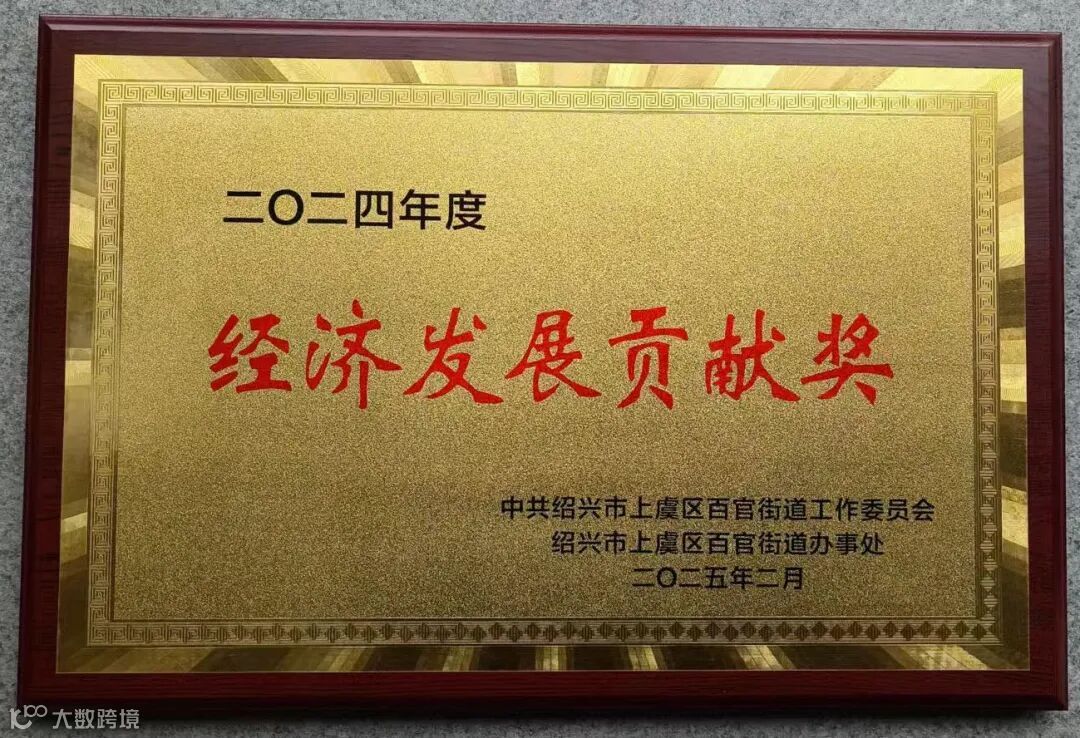 二〇二四年度
经济发展贡献奖
中共绍兴市上虞区百官街道工作委员会
绍兴市上虞区百官街道办事处
二〇二五年二月
大数跨境